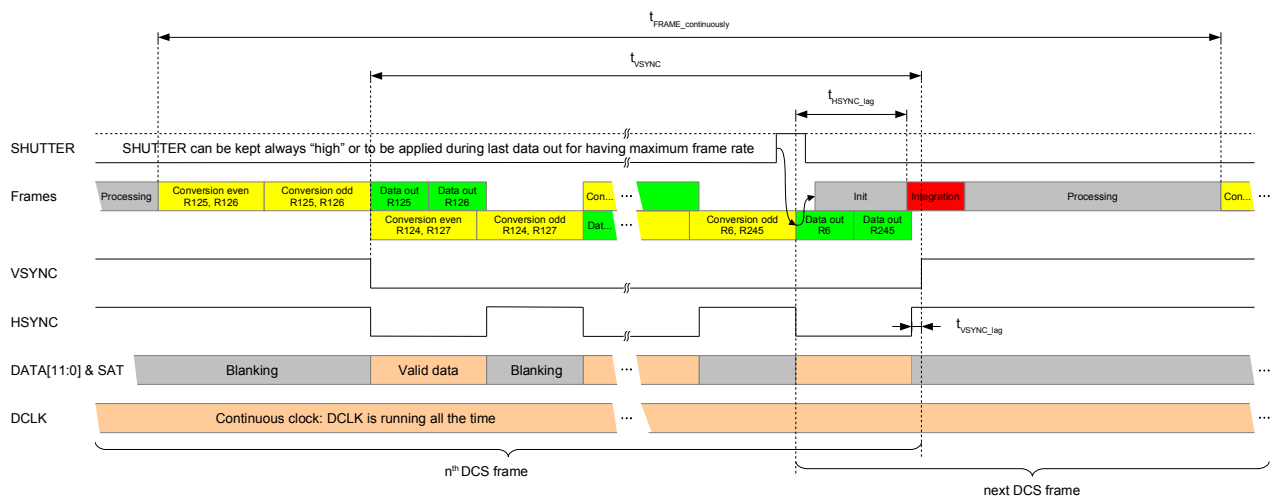 tFRAME_continuously
tVSYNC
tHSYNC_lag
SHUTTER
SHUTTER can be kept always “high” or to be applied during last data out for having maximum frame rate
Frames
Processing
Conversion even
R125, R126
Conversion odd
R125, R126
Data out
R125
Data out
R126
Con...
...
Init
Integration
Processing
Con...
...
Conversion even
R124, R127
Conversion odd
R124, R127
Dat...
...
Conversion odd
R6, R245
Data out
R6
Data out
R245
VSYNC
HSYNC
tVSYNC_lag
DATA[11:0] & SAT
Blanking
Valid data
Blanking
...
...
DCLK
Continuous clock: DCLK is running all the time
...
...
nth DCS frame
next DCS frame